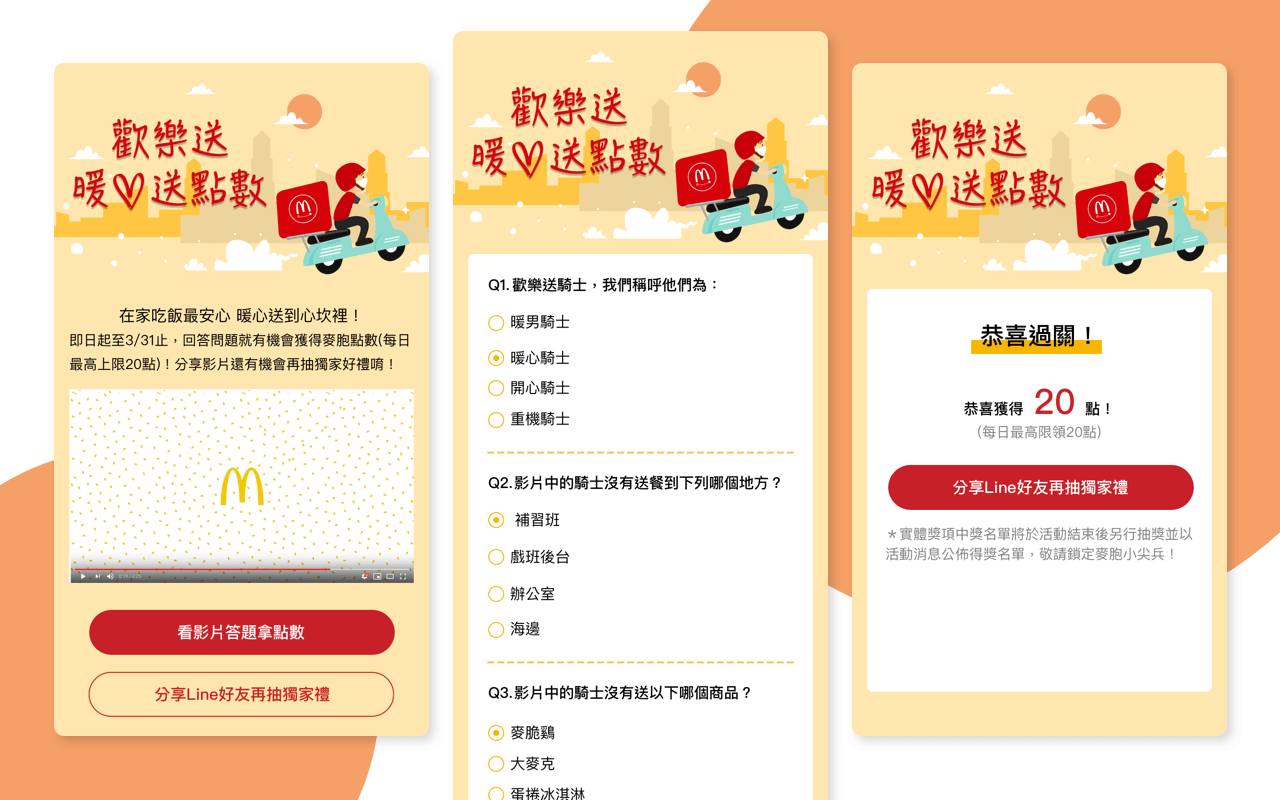 歡樂送
暖送點數
在家吃飯最安心 暖心送到心坎裡！
即日起至3/31止，回答問題就有機會獲得麥胞點數(每日
最高上限20點)！分享影片還有機會再抽獨家好禮唷！
看影片答題拿點數
分享Line好友再抽獨家禮
歡樂送
暖送點數
Q1.歡樂送騎士，我們稱呼他們為：
暖男騎士
暖心騎士
開心騎士
重機騎士
Q2.影片中的騎士沒有送餐到下列哪個地方？
補習班
戲班後台
辦公室
海邊
Q3.影片中的騎士沒有送以下哪個商品？
麥脆鷄
大麥克
蛋捲冰淇淋
歡樂送
暖送點數
恭喜過關！
恭喜獲得 20 點！
(每日最高限領20點)
分享Line好友再抽獨家禮
＊實體獎項中獎名單將於活動結束後另行抽獎並以
活動消息公佈得獎名單，敬請鎖定麥胞小尖兵！